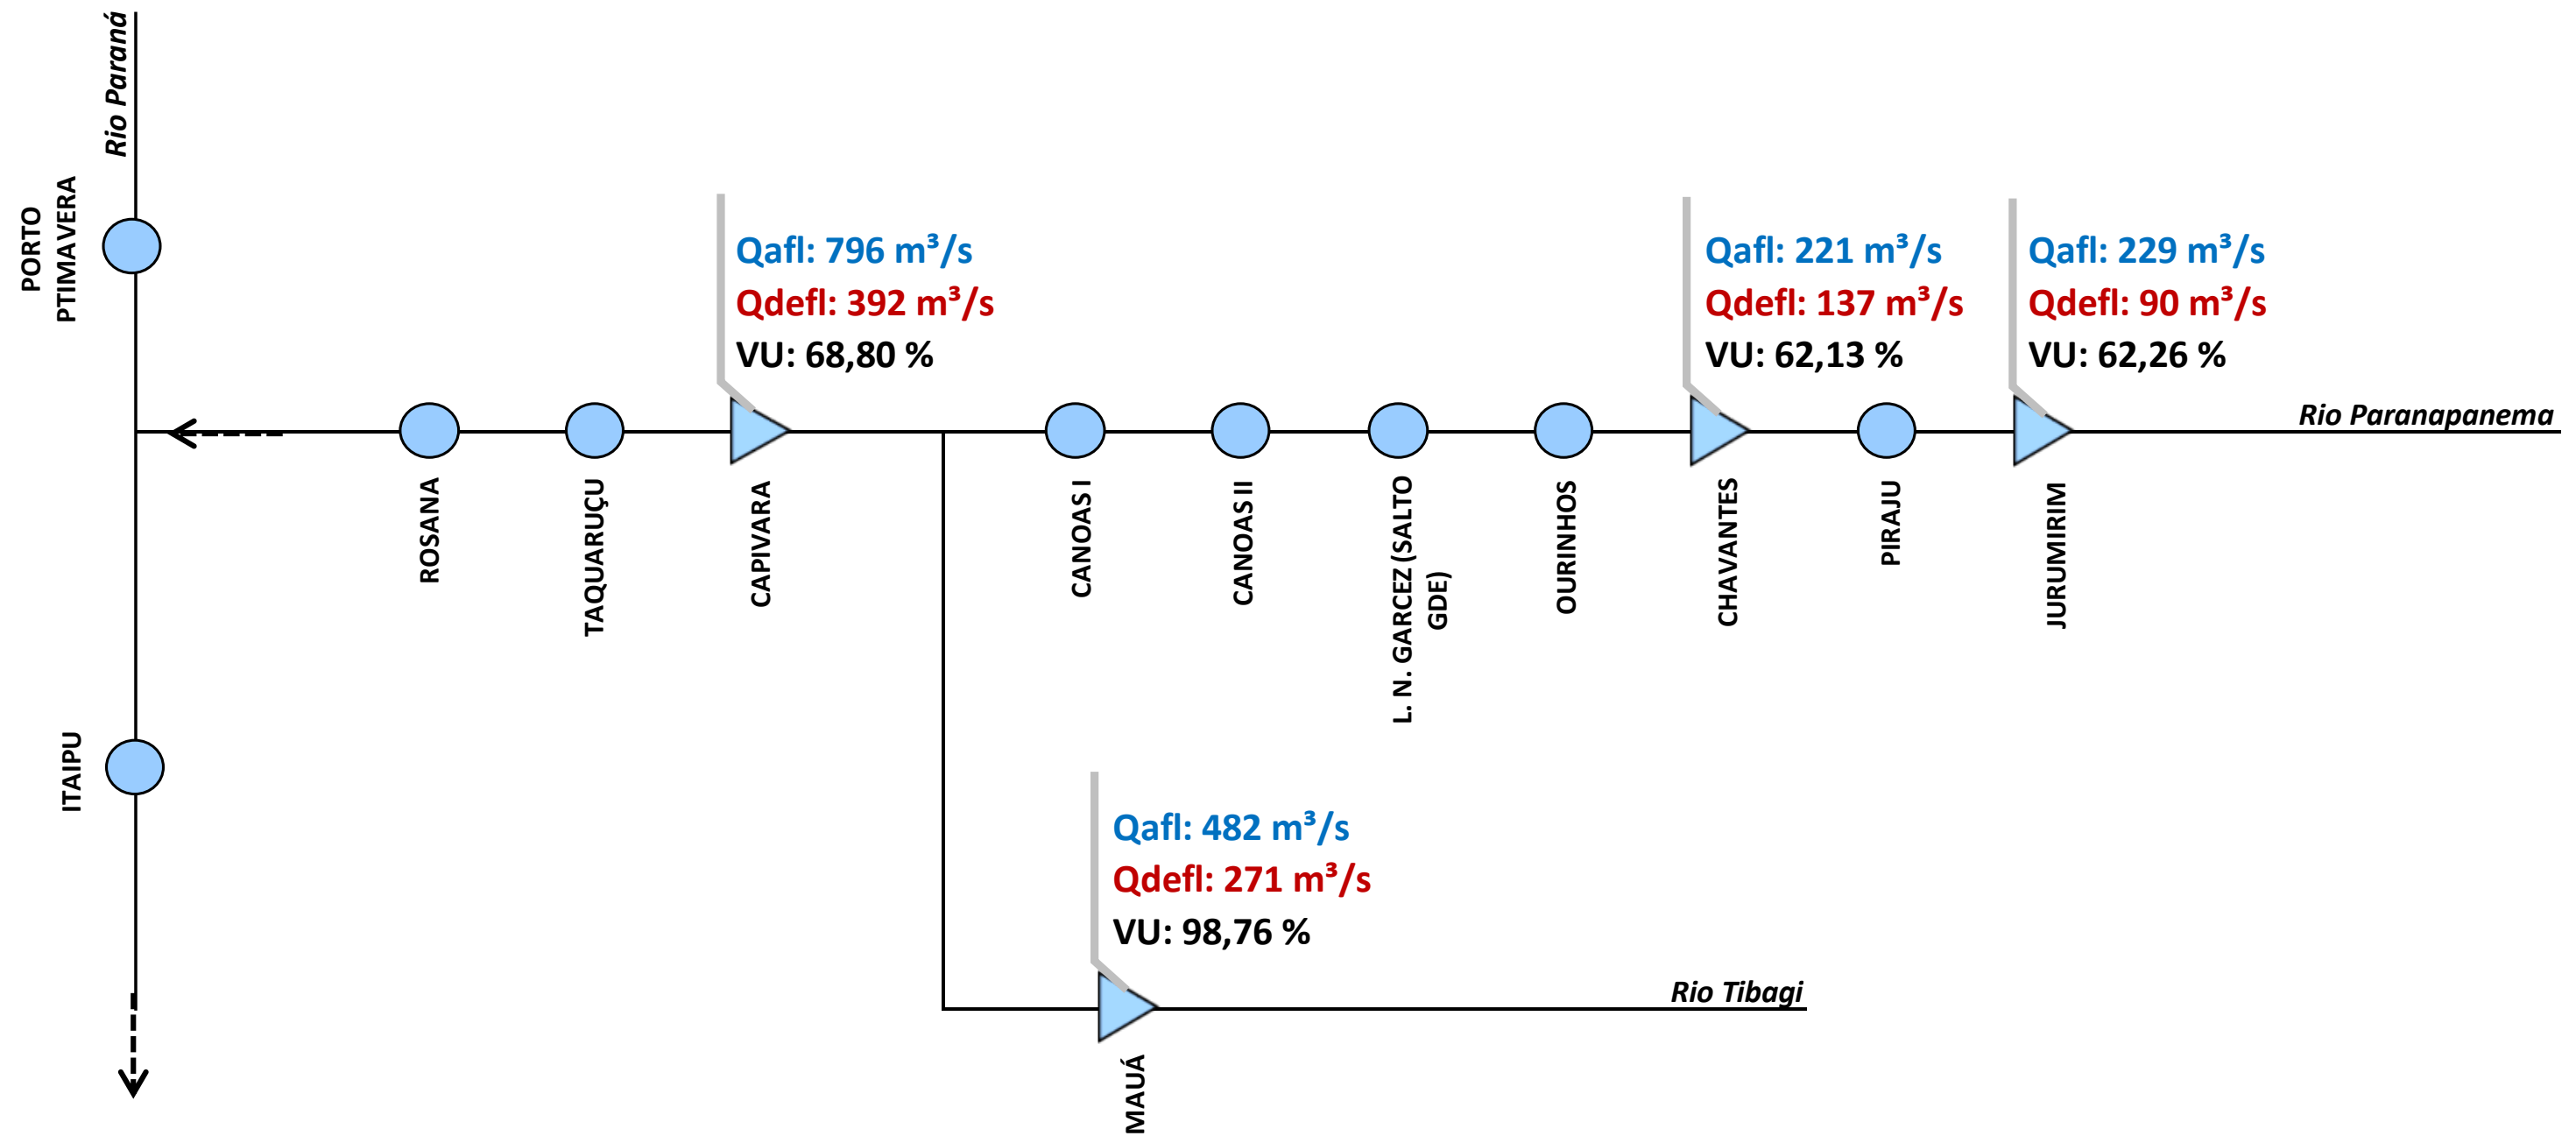 Rio Paraná
PORTO
PTIMAVERA
Qafl: 796 m³/s
Qdefl: 392 m³/s
VU: 68,80 %
Qafl: 221 m³/s
Qdefl: 137 m³/s
VU: 62,13 %
Qafl: 229 m³/s
Qdefl: 90 m³/s
VU: 62,26 %
Rio Paranapanema
ROSANA
TAQUARUÇU
CAPIVARA
CANOAS I
CANOAS II
L. N. GARCEZ (SALTO
GDE)
OURINHOS
CHAVANTES
PIRAJU
JURUMIRIM
ITAIPU
Qafl: 482 m³/s
Qdefl: 271 m³/s
VU: 98,76 %
Rio Tibagi
MAUÁ